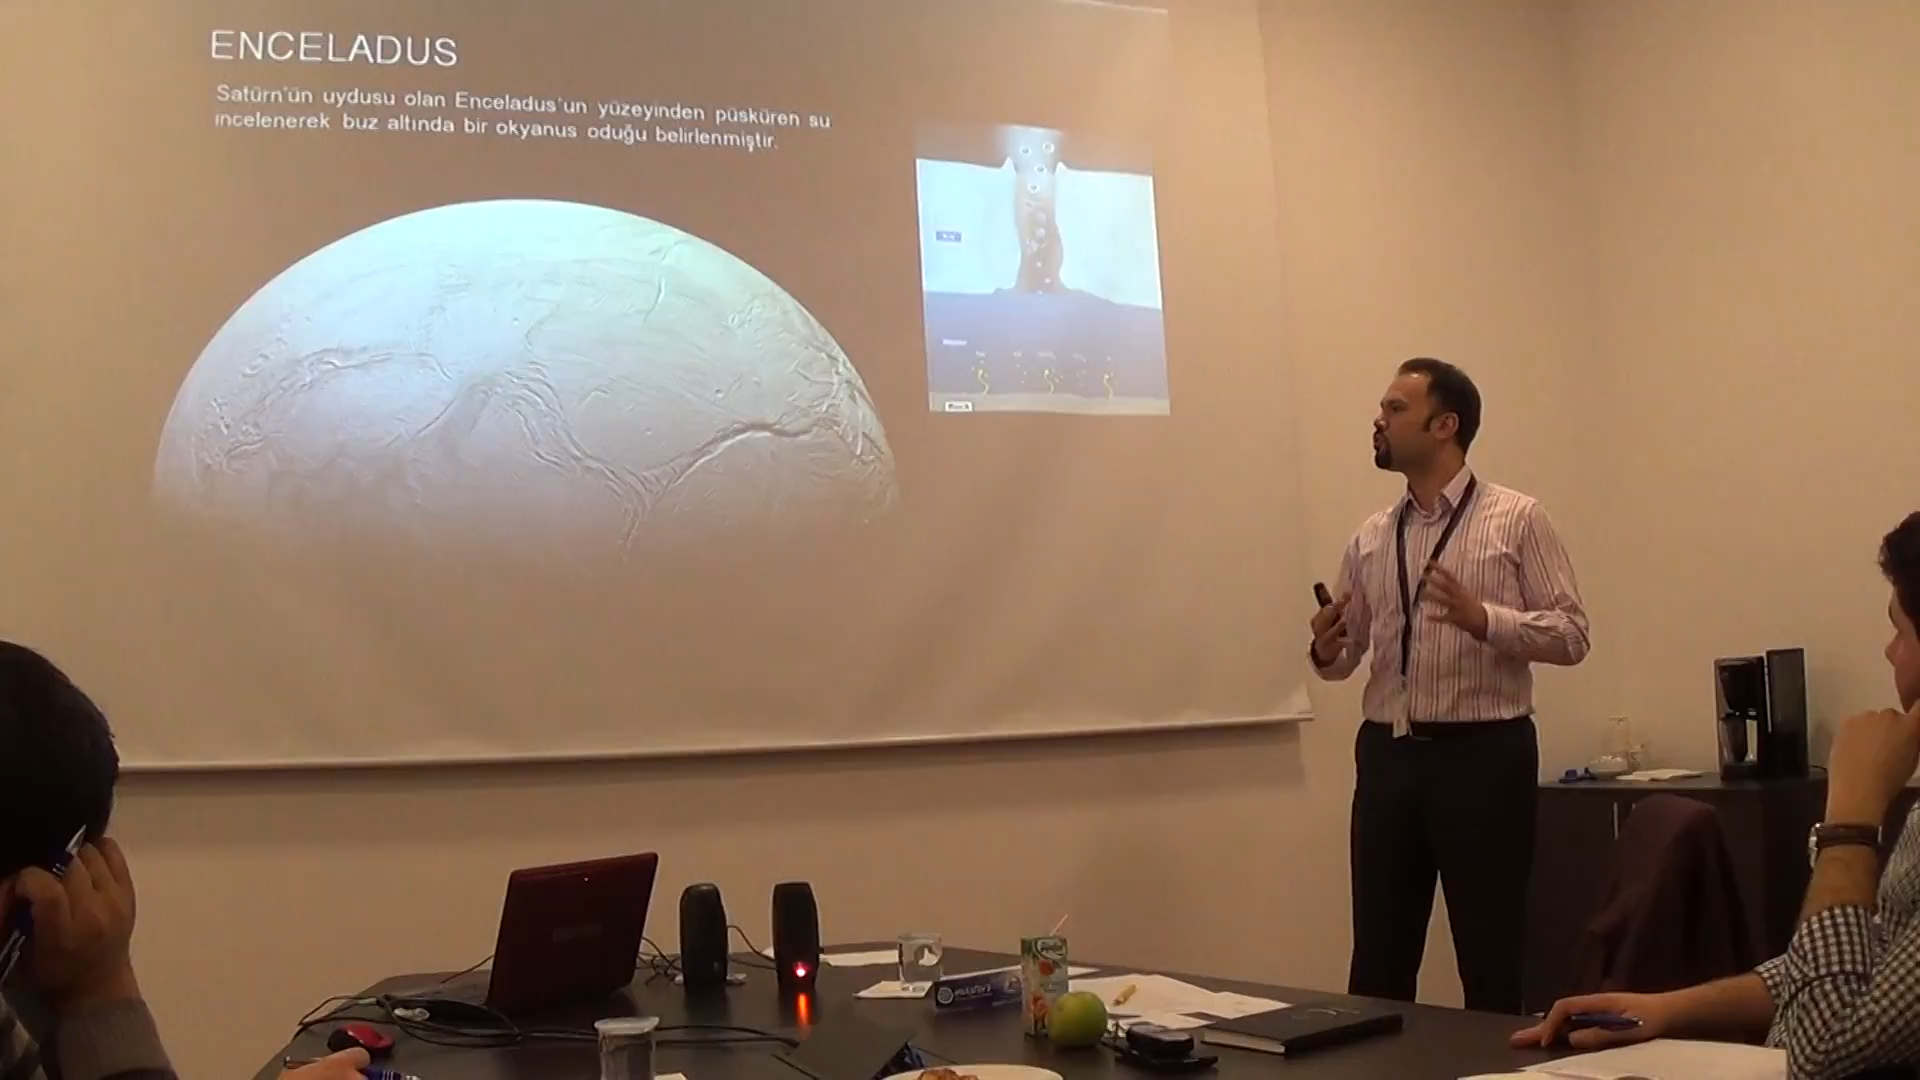 ENCELADUS
Satürn'ün uydusu olan Enceladus'un yüzeyinden püsküren su
incelenerek buz altında bir okyanus oduğu belirlenmiştir.